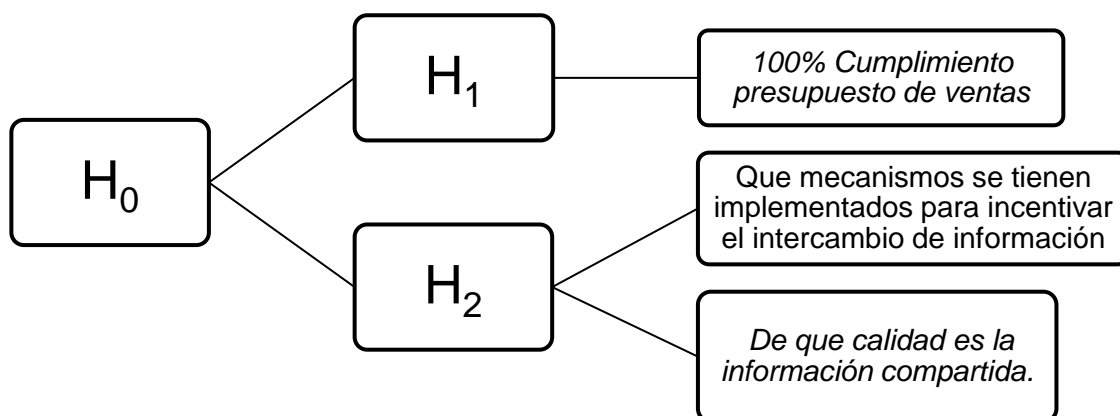 H₀
H₁
100% Cumplimiento
presupuesto de ventas
H₂
Que mecanismos se tienen
implementados para incentivar
el intercambio de información
De que calidad es la
información compartida.